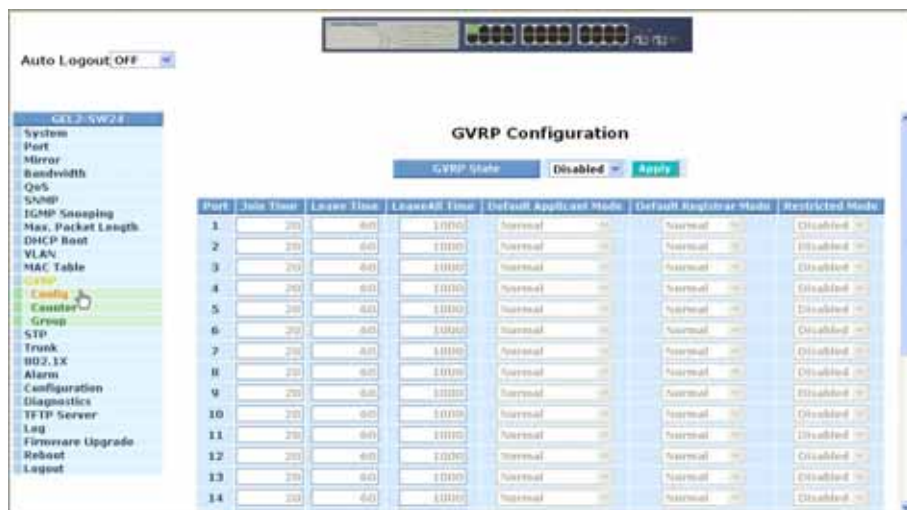 Auto Logout OFF
GEL2-SW24
System
Port
Mirror
Bandwidth
QoS
SNMP
IGMP Snooping
Max. Packet Length
DHCP Boot
VLAN
MAC Table
GVRP
Config
Counter
Group
STP
Trunk
802.1X
Alarm
Configuration
Diagnostics
TFTP Server
Log
Firmware Upgrade
Reboot
Logout
GVRP Configuration
GVRP State Disabled Apply
Port Join Time Leave Time LeaveAll Time Default Applicant Mode Default Registrar Mode Restricted Mode
1 20 60 1000 Normal Normal Disabled
2 20 60 1000 Normal Normal Disabled
3 20 60 1000 Normal Normal Disabled
4 20 60 1000 Normal Normal Disabled
5 20 60 1000 Normal Normal Disabled
6 20 60 1000 Normal Normal Disabled
7 20 60 1000 Normal Normal Disabled
8 20 60 1000 Normal Normal Disabled
9 20 60 1000 Normal Normal Disabled
10 20 60 1000 Normal Normal Disabled
11 20 60 1000 Normal Normal Disabled
12 20 60 1000 Normal Normal Disabled
13 20 60 1000 Normal Normal Disabled
14 20 60 1000 Normal Normal Disabled